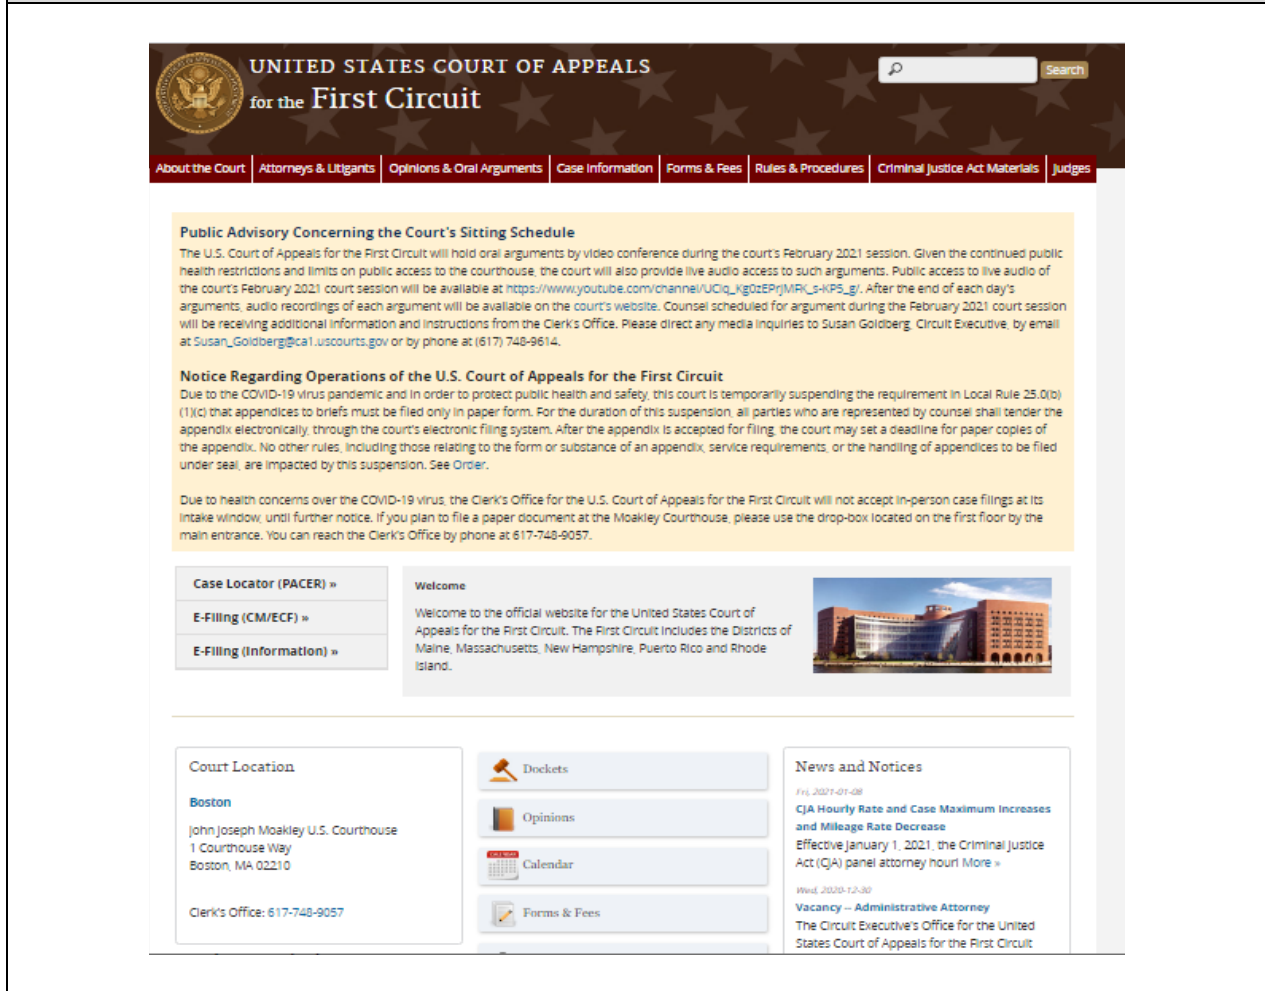 UNITED STATES COURT OF APPEALS
for the First Circuit
Search
About the Court
Attorneys & Litigants
Opinions & Oral Arguments
Case Information
Forms & Fees
Rules & Procedures
Criminal Justice Act Materials
Judges
Public Advisory Concerning the Court's Sitting Schedule
The U.S. Court of Appeals for the First Circuit will hold oral arguments by video conference during the court's February 2021 session. Given the continued public
health restrictions and limits on public access to the courthouse, the court will also provide live audio access to such arguments. Public access to live audio of
the court's February 2021 court session will be available at https://www.youtube.com/channel/UCIq_Kg0zEPrjMFK_s-KP5_g/. After the end of each day's
arguments, audio recordings of each argument will be available on the court's website. Counsel scheduled for argument during the February 2021 court session
will be receiving additional information and instructions from the Clerk's Office. Please direct any media inquiries to Susan Goldberg, Circuit Executive, by email
at Susan_Goldberg@ca1.uscourts.gov or by phone at (617) 748-9614.
Notice Regarding Operations of the U.S. Court of Appeals for the First Circuit
Due to the COVID-19 virus pandemic and in order to protect public health and safety, this court is temporarily suspending the requirement in Local Rule 25.0(b)
(1)(c) that appendices to briefs must be filed only in paper form. For the duration of this suspension, all parties who are represented by counsel shall tender the
appendix electronically, through the court's electronic filing system. After the appendix is accepted for filing, the court may set a deadline for paper copies of
the appendix. No other rules, including those relating to the form or substance of an appendix, service requirements, or the handling of appendices to be filed
under seal, are impacted by this suspension. See Order.
Due to health concerns over the COVID-19 virus, the Clerk's Office for the U.S. Court of Appeals for the First Circuit will not accept in-person case filings at its
intake window, until further notice. If you plan to file a paper document at the Moakley Courthouse, please use the drop-box located on the first floor by the
main entrance. You can reach the Clerk's Office by phone at 617-748-9057.
Case Locator (PACER) »
E-Filing (CM/ECF) »
E-Filing (Information) »
Welcome
Welcome to the official website for the United States Court of
Appeals for the First Circuit. The First Circuit includes the Districts of
Maine, Massachusetts, New Hampshire, Puerto Rico and Rhode
Island.
Court Location
Boston
John Joseph Moakley U.S. Courthouse
1 Courthouse Way
Boston, MA 02210
Clerk's Office: 617-748-9057
Dockets
Opinions
CALENDAR
Calendar
Forms & Fees
News and Notices
Fri, 2021-01-08
CJA Hourly Rate and Case Maximum Increases
and Mileage Rate Decrease
Effective January 1, 2021, the Criminal Justice
Act (CJA) panel attorney hourl More »
Wed, 2020-12-30
Vacancy -- Administrative Attorney
The Circuit Executive's Office for the United
States Court of Appeals for the First Circuit